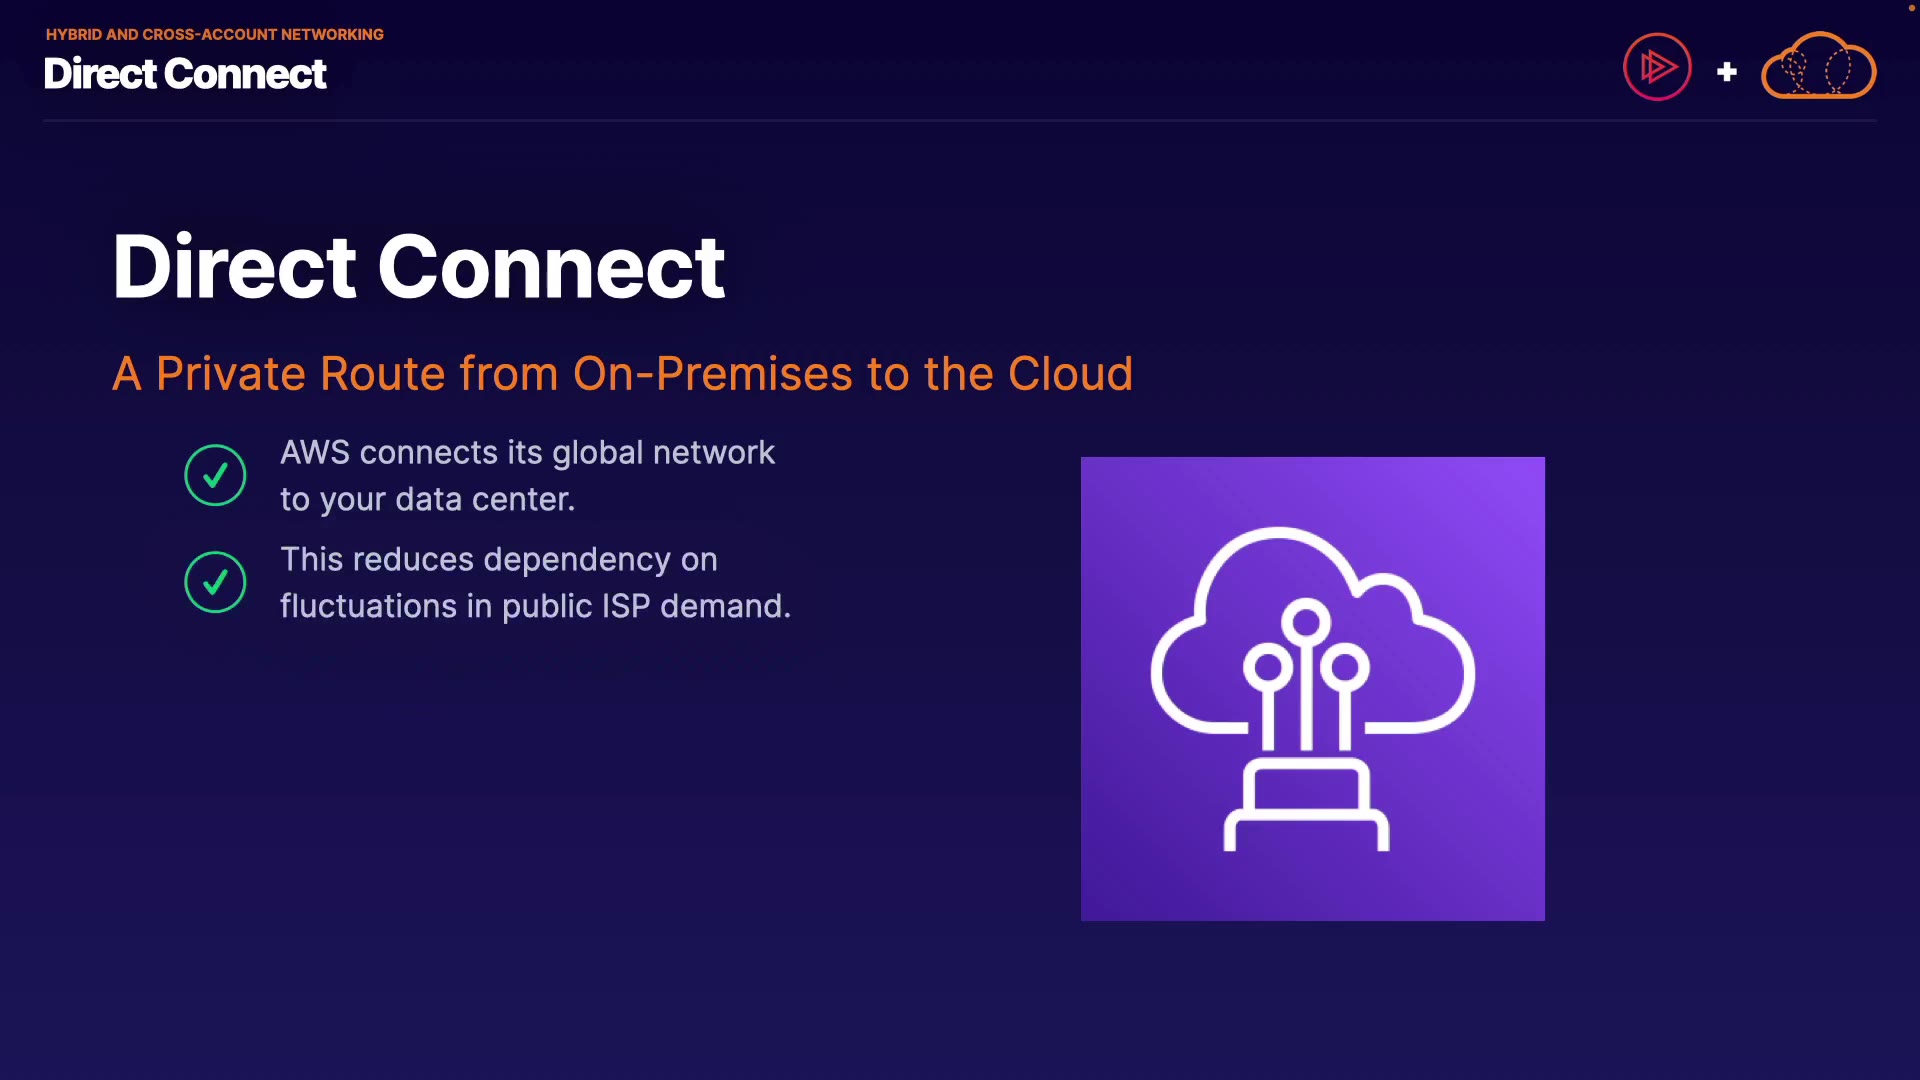 HYBRID AND CROSS-ACCOUNT NETWORKING
Direct Connect
Direct Connect
A Private Route from On-Premises to the Cloud
AWS connects its global network
to your data center.
This reduces dependency on
fluctuations in public ISP demand.